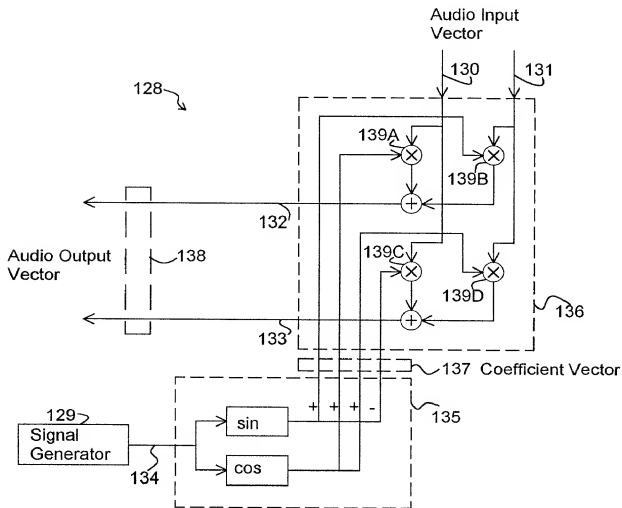 Audio Input
Vector
130
131
128
139A
139B
132
Audio Output
Vector
138
139C
139D
136
133
137 Coefficient Vector
+ + + -
135
129
Signal
Generator
134
sin
cos